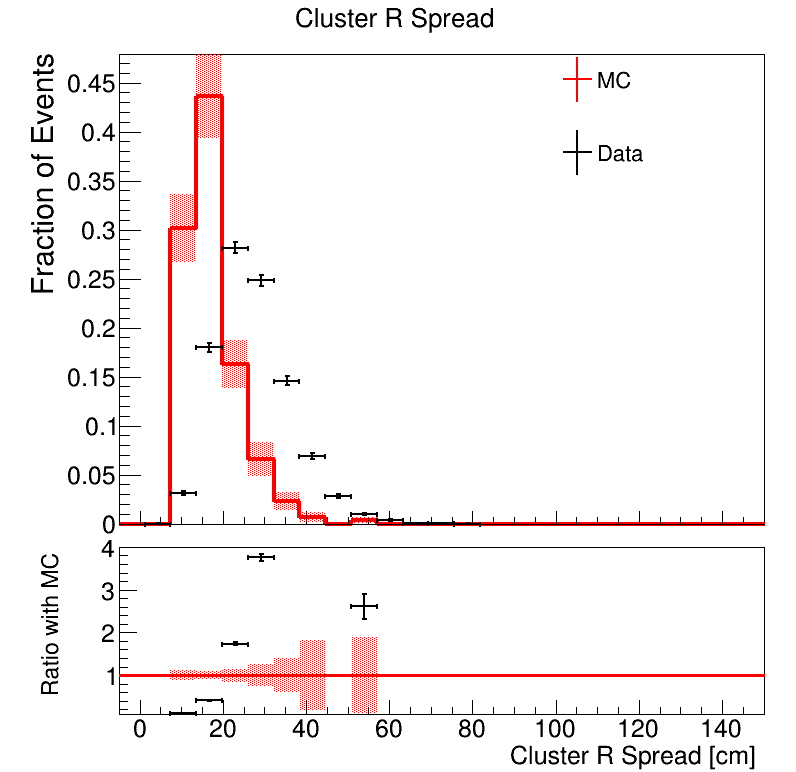 Cluster R Spread
Fraction of Events
0.45
0.4
0.35
0.3
0.25
0.2
0.15
0.1
0.05
0
MC
Data
Ratio with MC
4
3
2
1
0 20 40 60 80 100 120 140
Cluster R Spread [cm]